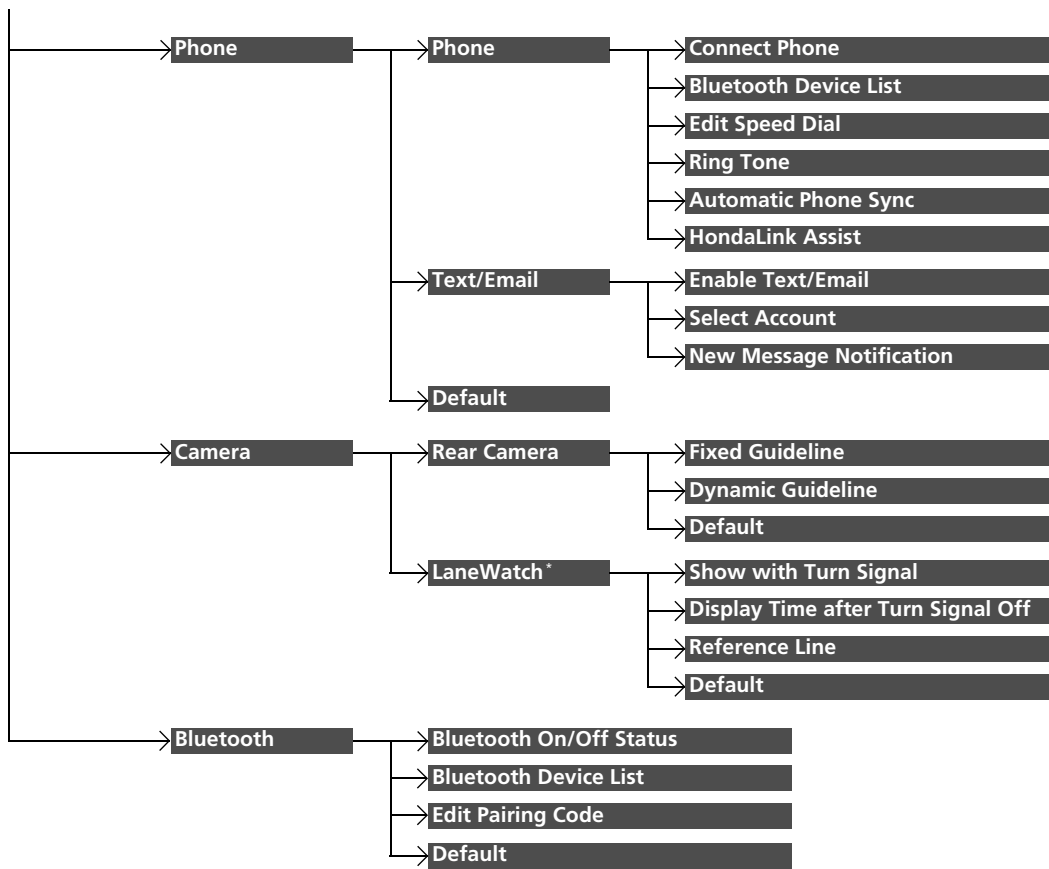 Phone
Phone
Connect Phone
Bluetooth Device List
Edit Speed Dial
Ring Tone
Automatic Phone Sync
HondaLink Assist
Text/Email
Enable Text/Email
Select Account
New Message Notification
Default
Camera
Rear Camera
Fixed Guideline
Dynamic Guideline
Default
LaneWatch*
Show with Turn Signal
Display Time after Turn Signal Off
Reference Line
Default
Bluetooth
Bluetooth On/Off Status
Bluetooth Device List
Edit Pairing Code
Default